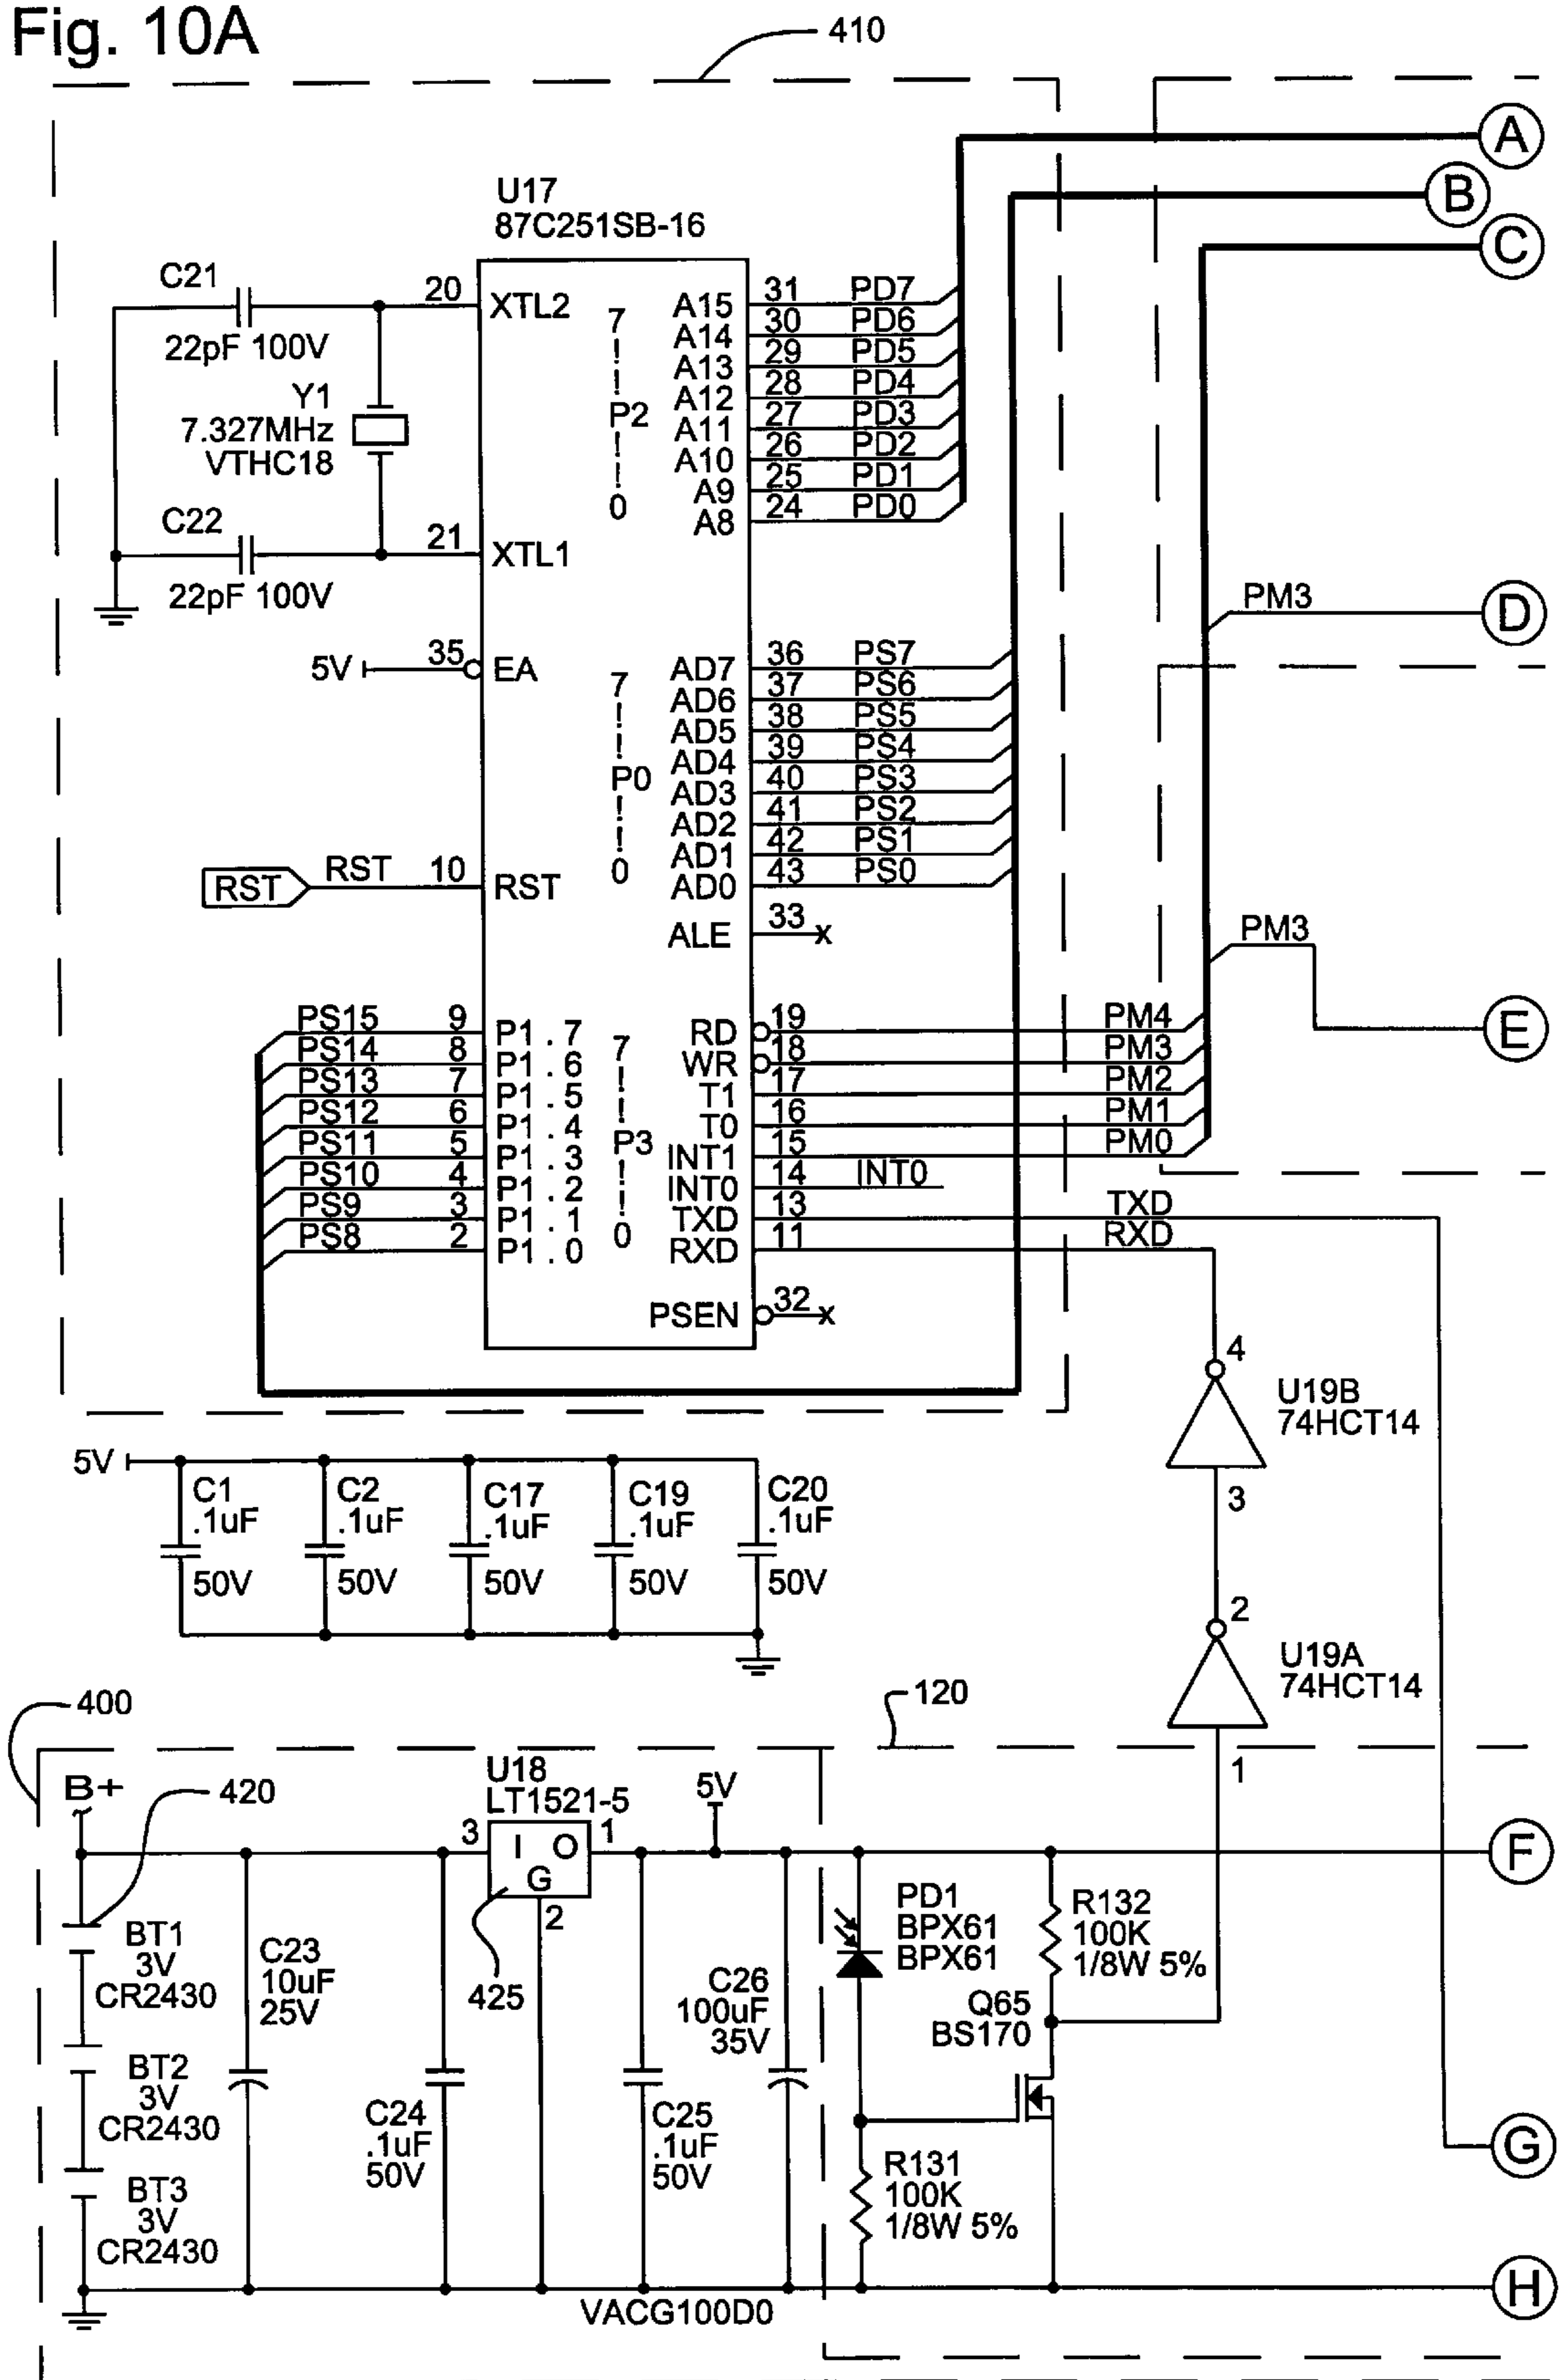 Fig. 10A
410
A
B
C
U17
87C251SB-16
C21
22pF 100V
Y1
7.327MHz
VTHC18
C22
22pF 100V
20
XTL2
21
XTL1
7
P2
0
A15 31 PD7
A14 30 PD6
A13 29 PD5
A12 28 PD4
A11 27 PD3
A10 26 PD2
A9 25 PD1
A8 24 PD0
PM3
D
5V
35
EA
7
P0
0
AD7 36 PS7
AD6 37 PS6
AD5 38 PS5
AD4 39 PS4
AD3 40 PS3
AD2 41 PS2
AD1 42 PS1
AD0 43 PS0
RST
RST
10
RST
ALE 33 x
PM3
E
PS15 9 P1.7
PS14 8 P1.6
PS13 7 P1.5
PS12 6 P1.4
PS11 5 P1.3
PS10 4 P1.2
PS9 3 P1.1
PS8 2 P1.0
7
P3
0
RD 19 PM4
WR 18 PM3
T1 17 PM2
T0 16 PM1
INT1 15 PM0
INT0 14 INT0
TXD 13 TXD
RXD 11 RXD
PSEN 32 x
4
U19B
74HCT14
3
5V
C1
.1uF
50V
C2
.1uF
50V
C17
.1uF
50V
C19
.1uF
50V
C20
.1uF
50V
2
U19A
74HCT14
1
400
120
B+
420
U18
LT1521-5
3
I O
G
1
2
425
5V
F
BT1
3V
CR2430
BT2
3V
CR2430
BT3
3V
CR2430
C23
10uF
25V
C24
.1uF
50V
C25
.1uF
50V
C26
100uF
35V
PD1
BPX61
BPX61
R132
100K
1/8W 5%
Q65
BS170
R131
100K
1/8W 5%
G
H
VACG100D0